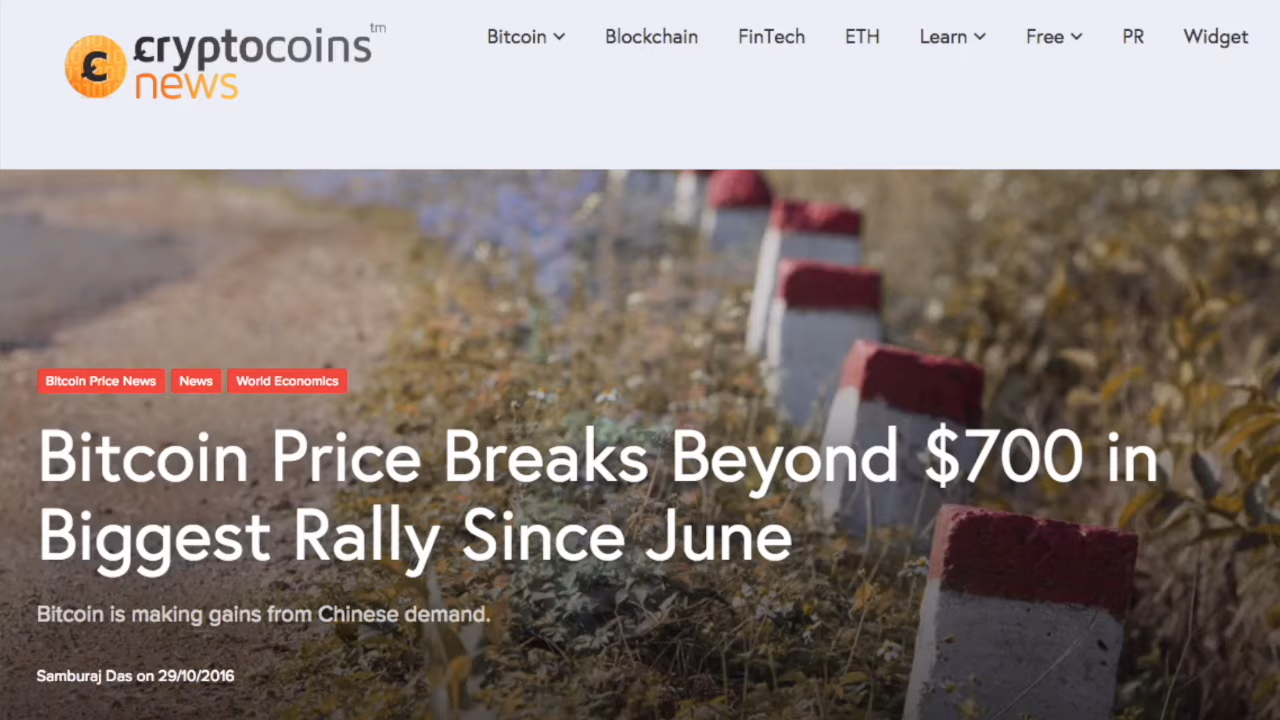 ₤ryptocoins™
news
Bitcoin Blockchain FinTech ETH Learn Free PR Widget
Bitcoin Price News News World Economics
Bitcoin Price Breaks Beyond $700 in
Biggest Rally Since June
Bitcoin is making gains from Chinese demand.
Samburaj Das on 29/10/2016